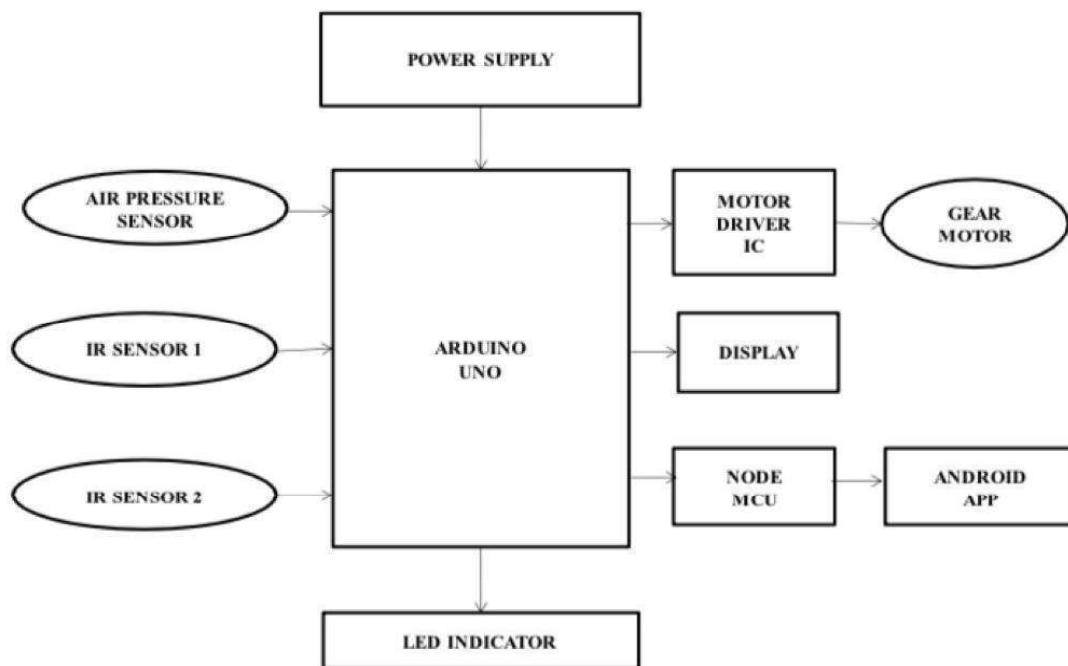 POWER SUPPLY
AIR PRESSURE
SENSOR
MOTOR
DRIVER
IC
GEAR
MOTOR
IR SENSOR 1
ARDUINO
UNO
DISPLAY
IR SENSOR 2
NODE
MCU
ANDROID
APP
LED INDICATOR